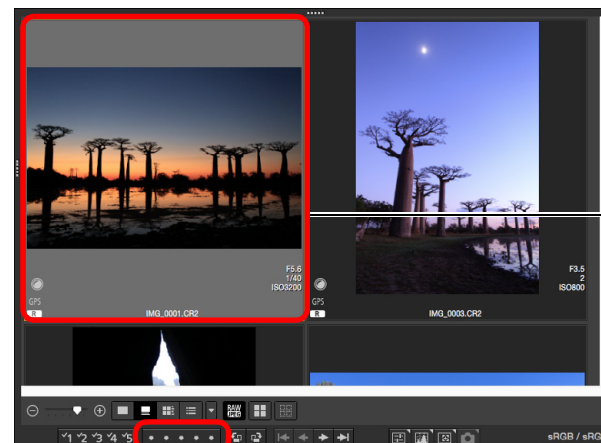 F5.6
1/40
ISO3200
GPS
R
IMG_0001.CR2
F3.5
2
ISO800
GPS
R
IMG_0003.CR2
RAW
JPEG
✓1 ✓2 ✓3 ✓4 ✓5
sRGB / sRG